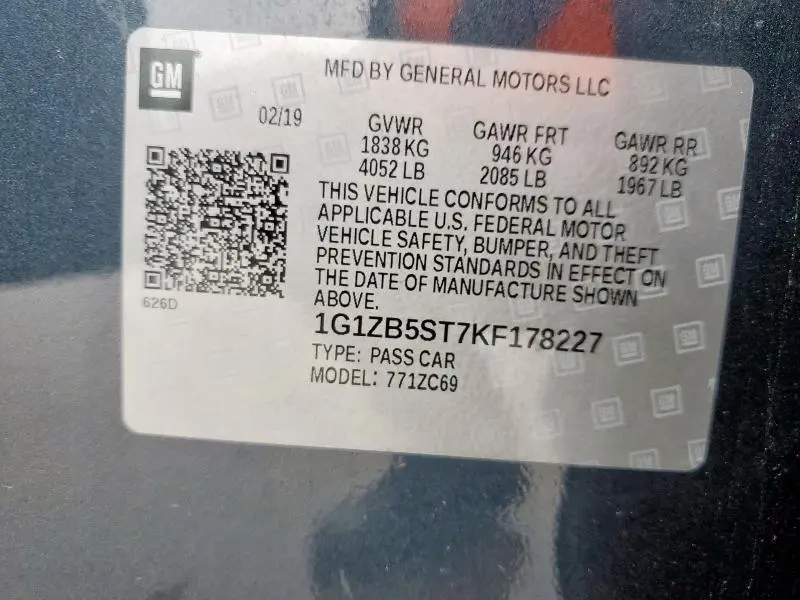 GM
MFD BY GENERAL MOTORS LLC
02/19
GVWR
1838 KG
4052 LB
GAWR FRT
946 KG
2085 LB
GAWR RR
892 KG
1967 LB
THIS VEHICLE CONFORMS TO ALL
APPLICABLE U.S. FEDERAL MOTOR
VEHICLE SAFETY, BUMPER, AND THEFT
PREVENTION STANDARDS IN EFFECT ON
THE DATE OF MANUFACTURE SHOWN
ABOVE.
626D
1G1ZB5ST7KF178227
TYPE: PASS CAR
MODEL: 771ZC69